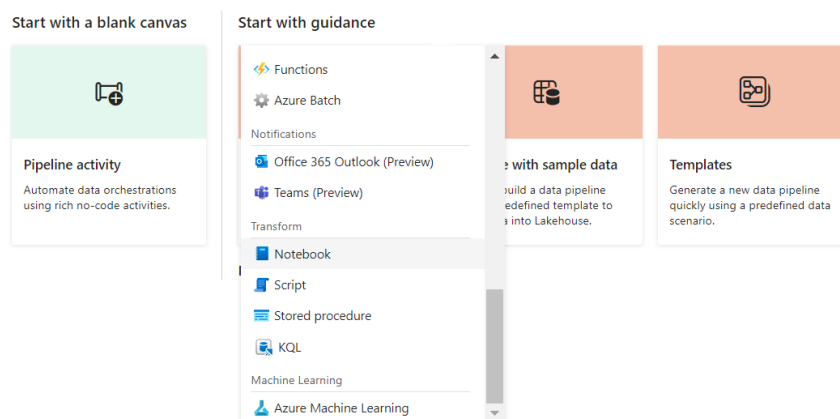 Start with a blank canvas
Start with guidance
Pipeline activity
Automate data orchestrations
using rich no-code activities.
Functions
Azure Batch
Notifications
Office 365 Outlook (Preview)
Teams (Preview)
Transform
Notebook
Script
Stored procedure
KQL
Machine Learning
Azure Machine Learning
with sample data
build a data pipeline
redefined template to
into Lakehouse.
Templates
Generate a new data pipeline
quickly using a predefined data
scenario.